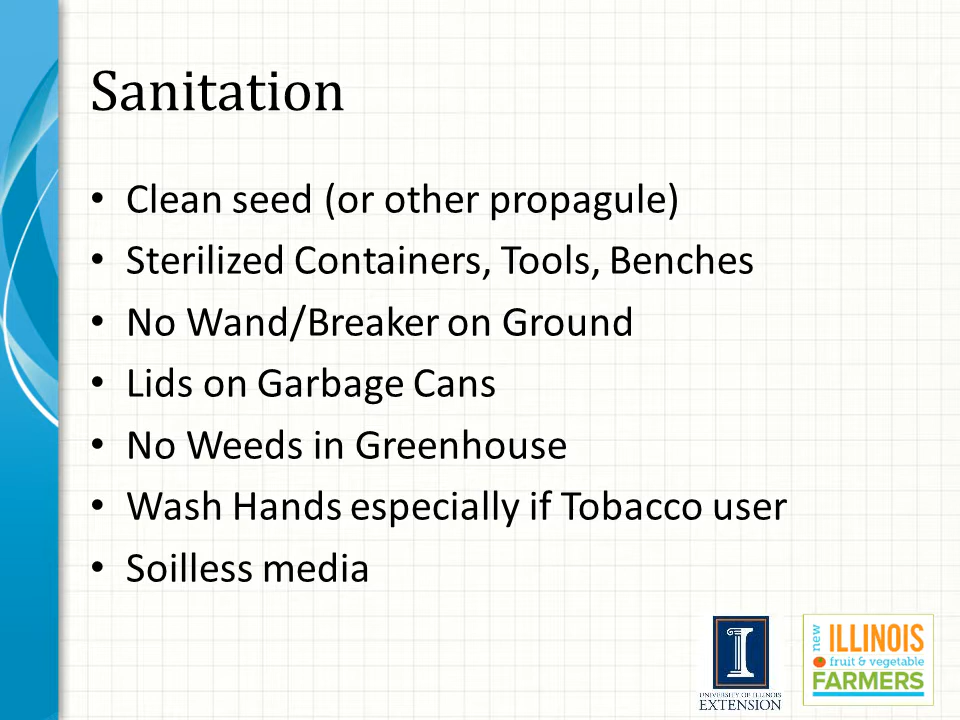 Sanitation
• Clean seed (or other propagule)
• Sterilized Containers, Tools, Benches
• No Wand/Breaker on Ground
• Lids on Garbage Cans
• No Weeds in Greenhouse
• Wash Hands especially if Tobacco user
• Soilless media
I
UNIVERSITY OF ILLINOIS
EXTENSION
new
ILLINOIS
fruit & vegetable
FARMERS